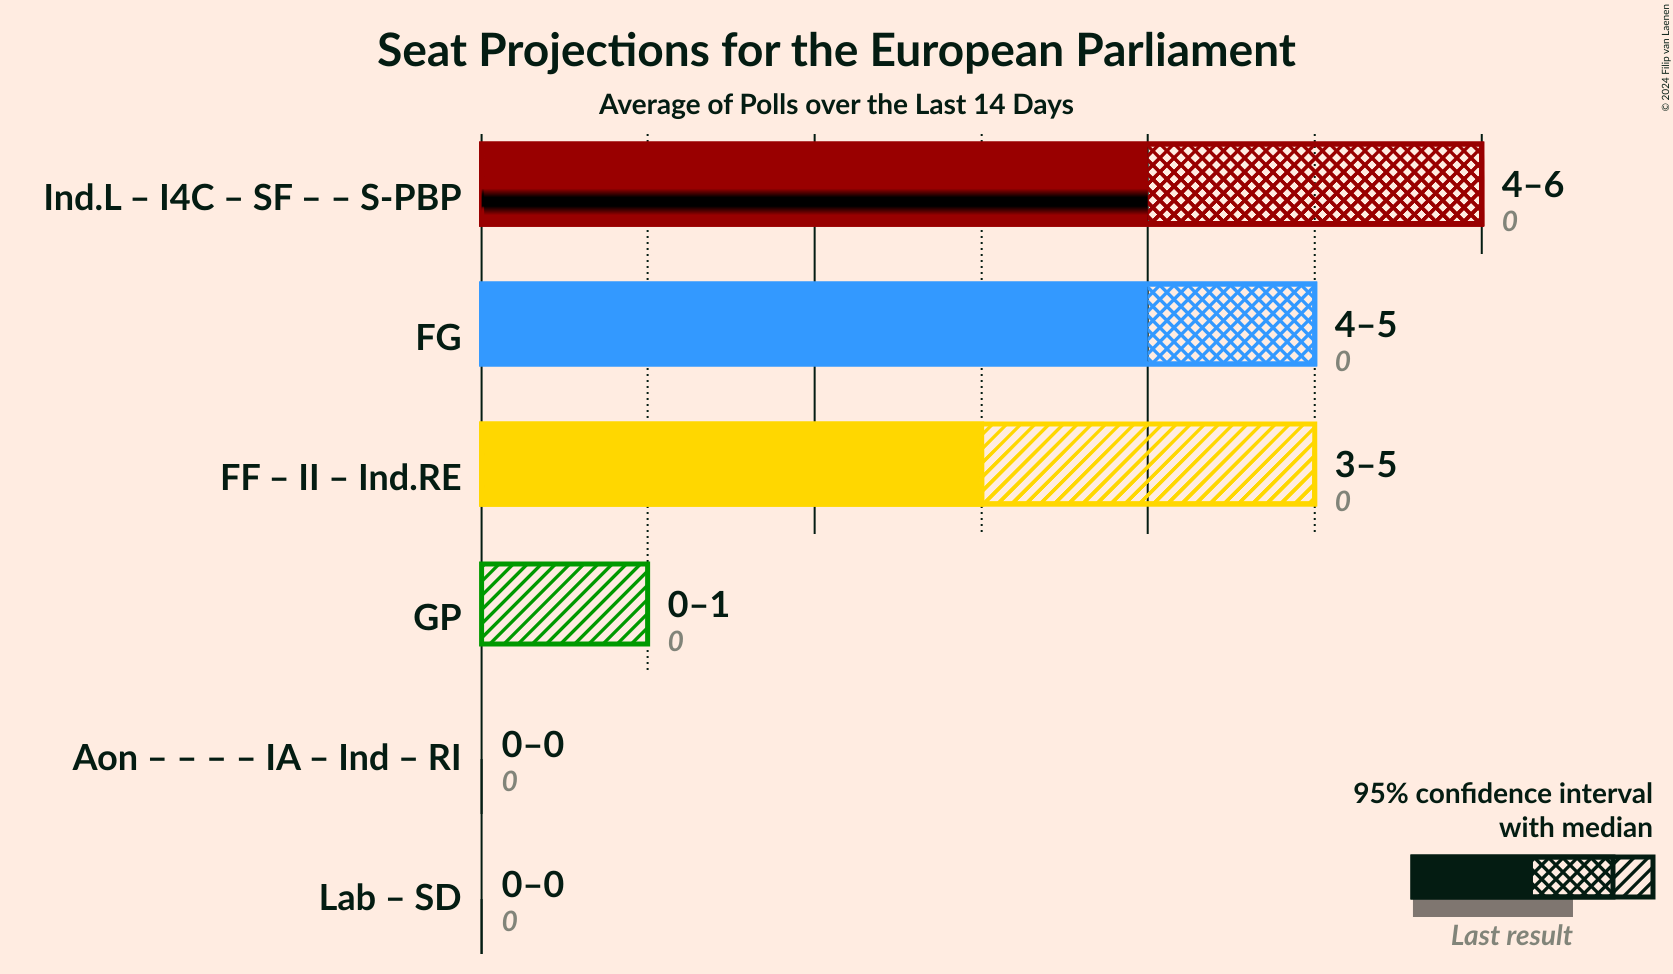 Seat Projections for the European Parliament
Average of Polls over the Last 14 Days
© 2024 Filip van Laenen
Ind.L – I4C – SF – – S-PBP
4–6
0
FG
4–5
0
FF – II – Ind.RE
3–5
0
GP
0–1
0
Aon – – – – IA – Ind – RI
0–0
0
Lab – SD
0–0
0
95% confidence interval
with median
Last result